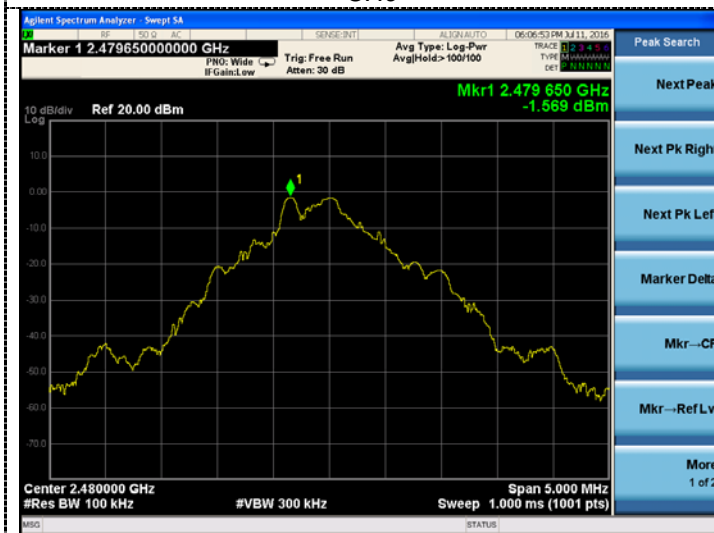 Agilent Spectrum Analyzer - Swept SA
RF 50 Ω AC SENSE:INT ALIGN AUTO 06:06:53 PM Jul 11, 2016
Marker 1 2.479650000000 GHz
PNO: Wide
IFGain:Low
Trig: Free Run
Atten: 30 dB
Avg Type: Log-Pwr
Avg|Hold:>100/100
TRACE 1 2 3 4 5 6
TYPE M
DET P N N N N N
Peak Search
Mkr1 2.479 650 GHz
-1.569 dBm
10 dB/div Ref 20.00 dBm
Log
10.0
0.00
-10.0
-20.0
-30.0
-40.0
-50.0
-60.0
-70.0
1
Center 2.480000 GHz
#Res BW 100 kHz
#VBW 300 kHz
Span 5.000 MHz
Sweep 1.000 ms (1001 pts)
MSG
STATUS
Next Peak
Next Pk Righ
Next Pk Lef
Marker Delta
Mkr→CF
Mkr→Ref Lv
More
1 of 2